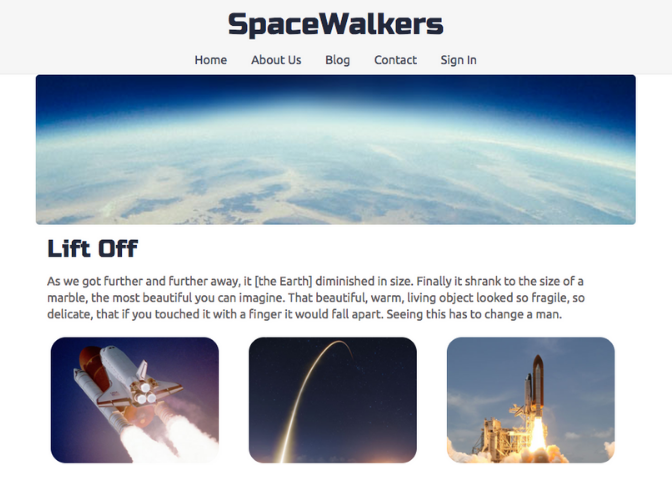 SpaceWalkers
Home About Us Blog Contact Sign In
Lift Off
As we got further and further away, it [the Earth] diminished in size. Finally it shrank to the size of a
marble, the most beautiful you can imagine. That beautiful, warm, living object looked so fragile, so
delicate, that if you touched it with a finger it would fall apart. Seeing this has to change a man.